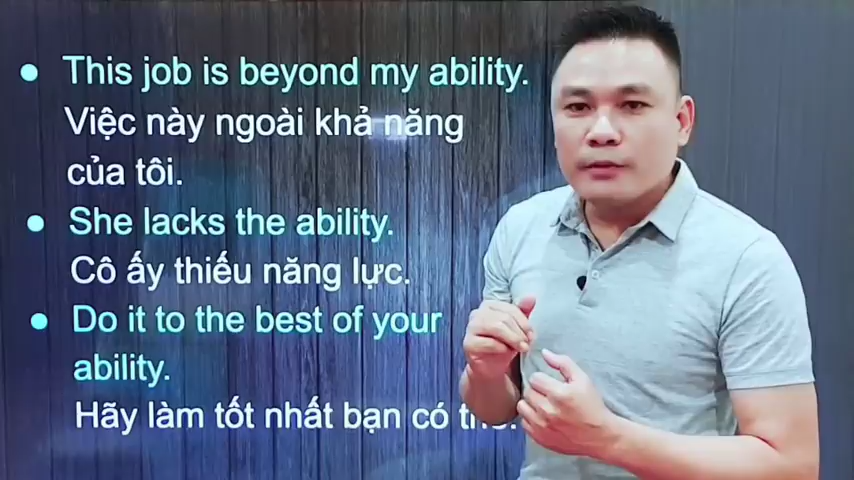 This job is beyond my ability.
Việc này ngoài khả năng
của tôi.
She lacks the ability.
Cô ấy thiếu năng lực.
Do it to the best of your
ability.
Hãy làm tốt nhất bạn có